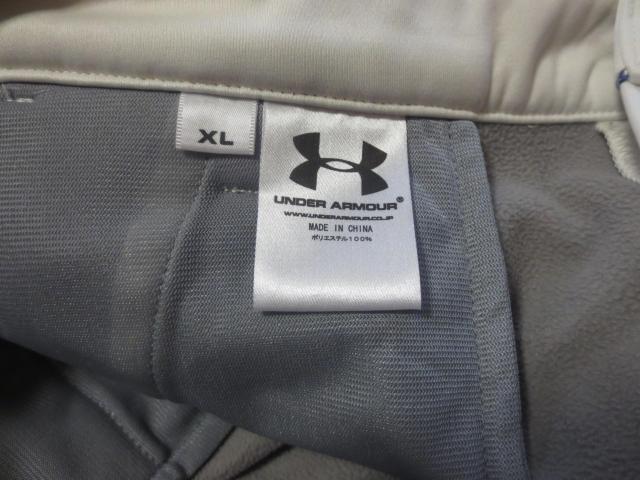 XL
UNDER ARMOUR®
WWW.UNDERARMOUR.CO.JP
MADE IN CHINA
ポリエステル100%